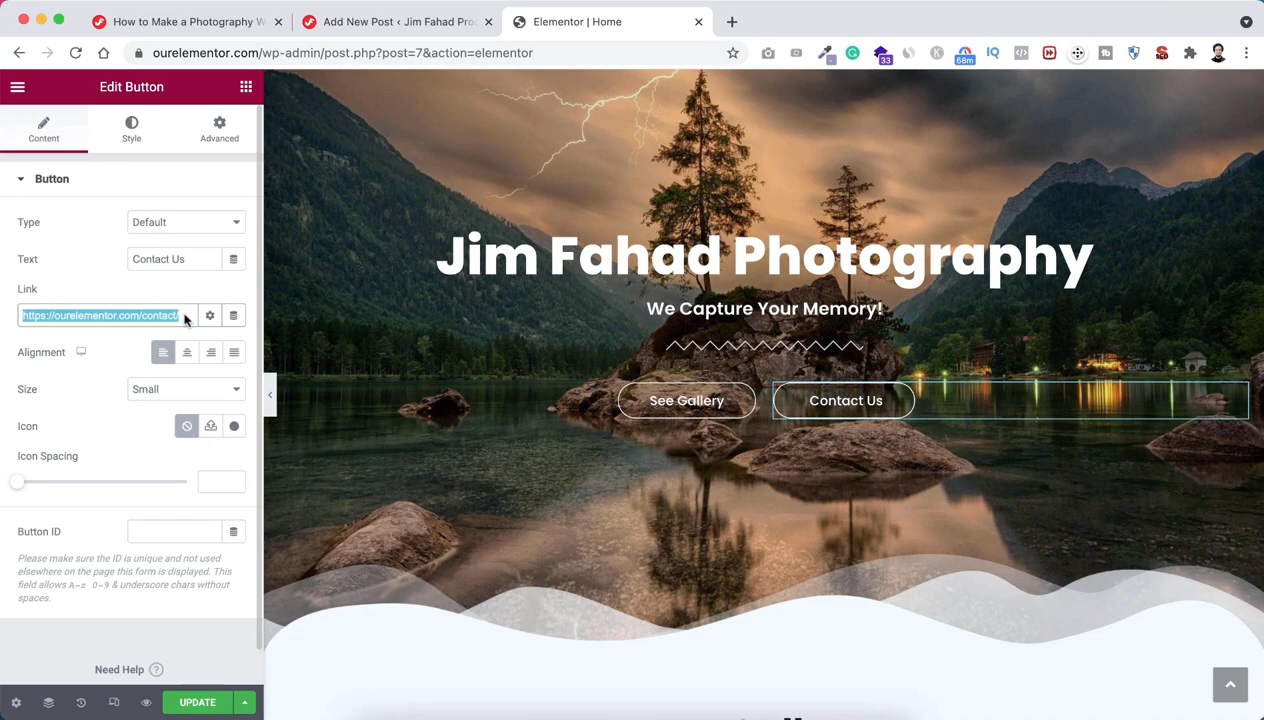 How to Make a Photography W
Add New Post ‹ Jim Fahad Pro
Elementor | Home
ourelementor.com/wp-admin/post.php?post=7&action=elementor
33
IQ
68m
Edit Button
Content
Style
Advanced
Button
Type
Default
Text
Contact Us
Link
https://ourelementor.com/contact/
Alignment
Size
Small
Icon
Icon Spacing
Button ID
Please make sure the ID is unique and not used
elsewhere on the page this form is displayed. This
field allows A-z 0-9 & underscore chars without
spaces.
Need Help ?
UPDATE
Jim Fahad Photography
We Capture Your Memory!
See Gallery
Contact Us